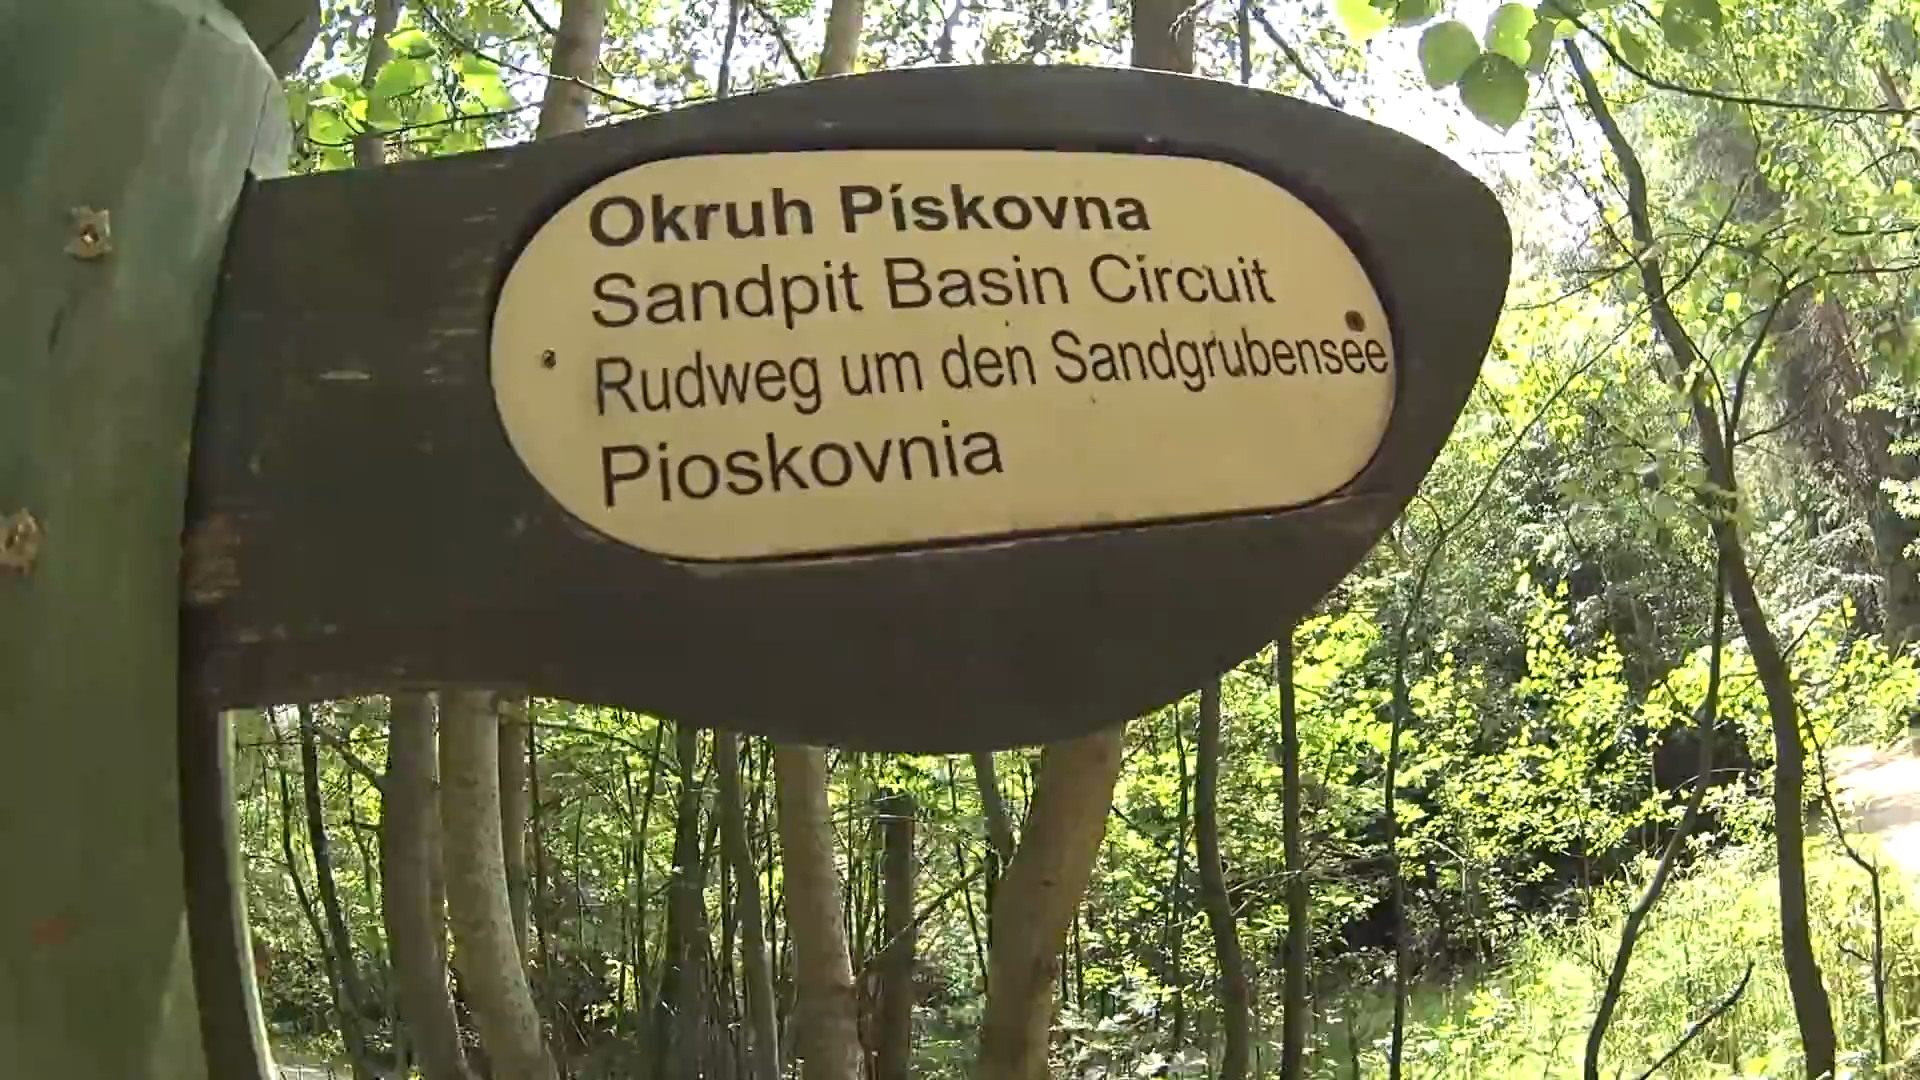 Okruh Pískovna
Sandpit Basin Circuit
Rudweg um den Sandgrubensee
Pioskovnia